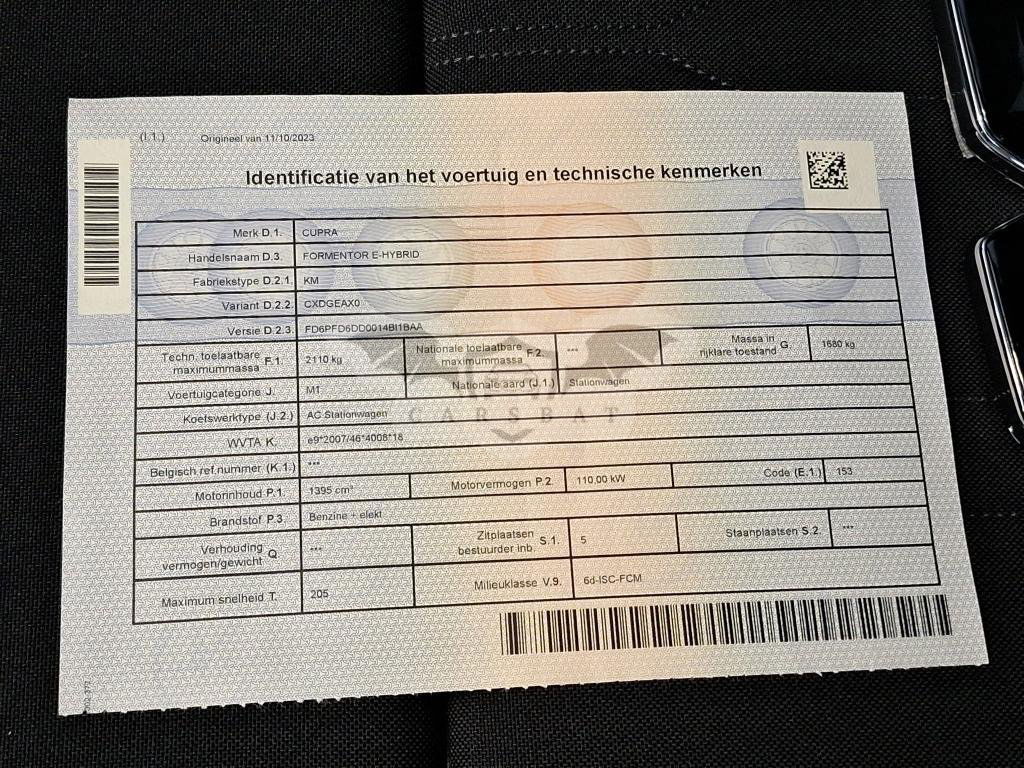 (I.1.) Origineel van 11/10/2023
Identificatie van het voertuig en technische kenmerken
Merk D.1. CUPRA
Handelsnaam D.3. FORMENTOR E-HYBRID
Fabriekstype D.2.1. KM
Variant D.2.2. CXDGEAX0
Versie D.2.3. FD6PFD6DD0014BI1BAA
Techn. toelaatbare maximummassa F.1. 2110 kg Nationale toelaatbare maximummassa F.2. --- Massa in rijklare toestand G. 1680 kg
Voertuigcategorie J. M1 Nationale aard (J.1.) Stationwagen
Koetswerktype (J.2.) AC Stationwagen
CARSBAT
WVTA K. e9*2007/46*4008*18
Belgisch ref.nummer (K.1.) ---
Motorinhoud P.1. 1395 cm³ Motorvermogen P.2. 110.00 kW Code (E.1.) 153
Brandstof P.3. Benzine + elekt
Verhouding vermogen/gewicht Q --- Zitplaatsen bestuurder inb. S.1. 5 Staanplaatsen S.2. ---
Maximum snelheid T. 205 Milieuklasse V.9. 6d-ISC-FCM